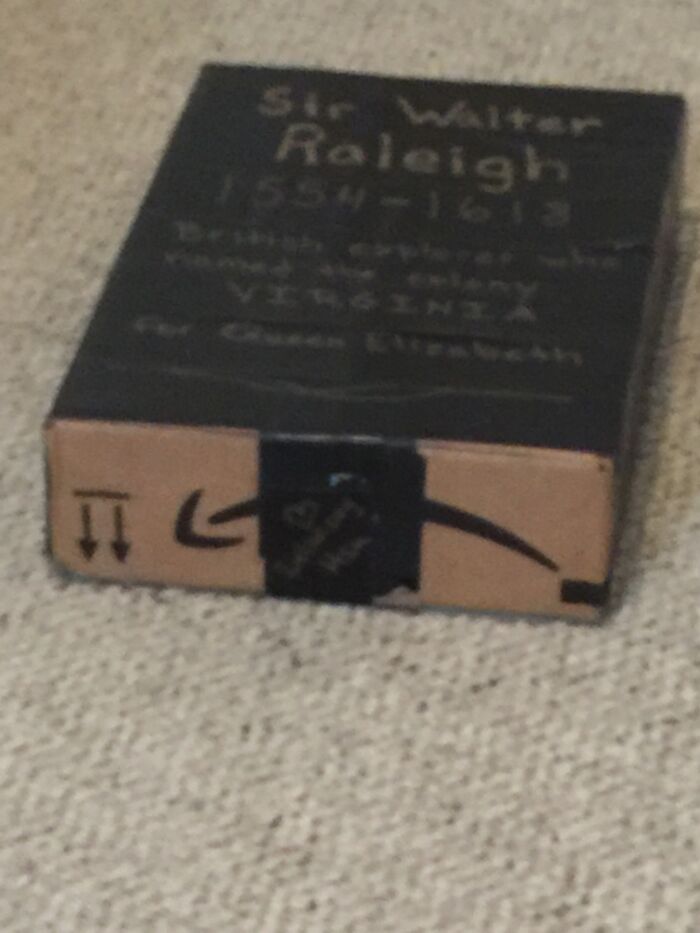 Sir Walter
Raleigh
1554-1618
British explorer who
named the colony
VIRGINIA
for Queen Elizabeth